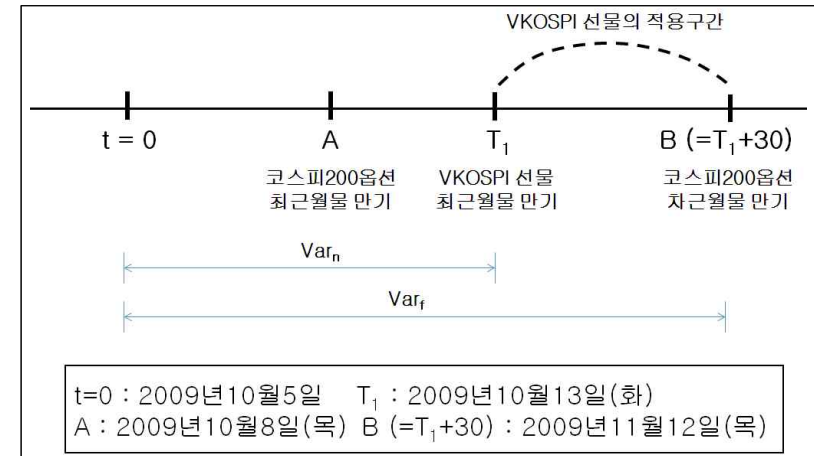 VKOSPI 선물의 적용구간
t = 0 A T₁ B (=T₁+30)
코스피200옵션 VKOSPI 선물 코스피200옵션
최근월물 만기 최근월물 만기 차근월물 만기
Varₙ
Var_f
t=0 : 2009년10월5일 T₁ : 2009년10월13일(화)
A : 2009년10월8일(목) B (=T₁+30) : 2009년11월12일(목)